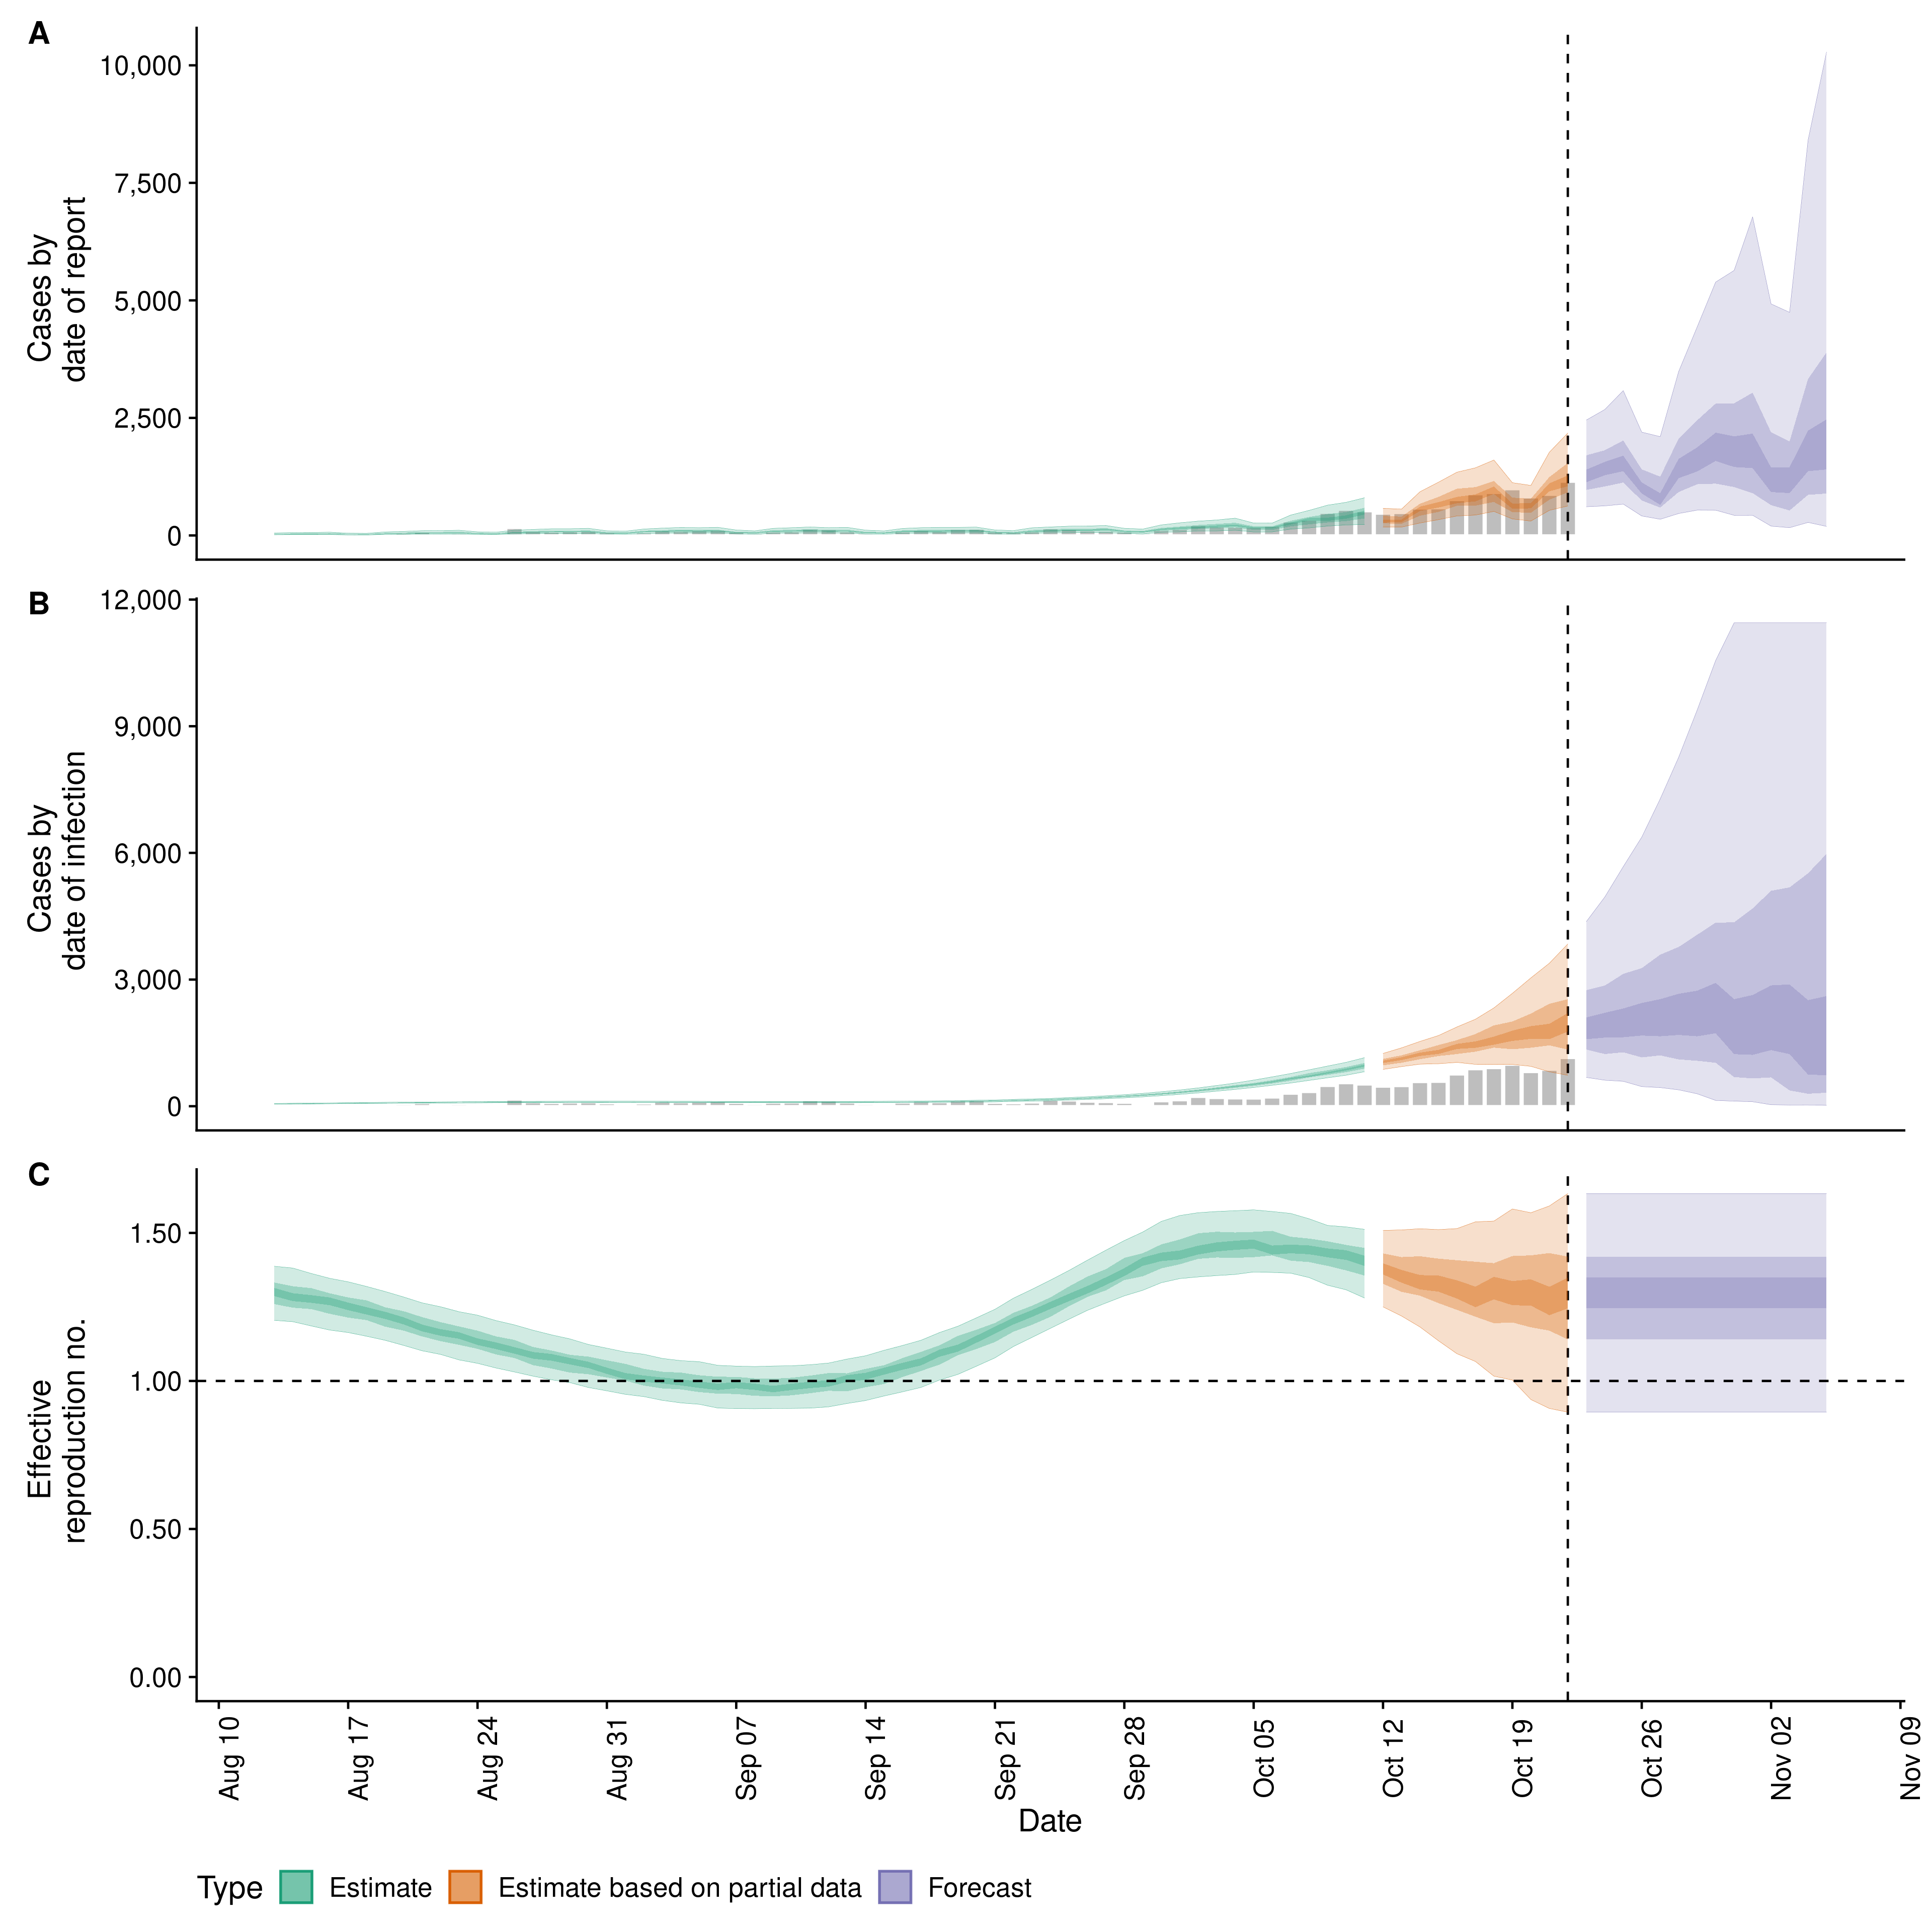 A
Cases by
date of report
10,000
7,500
5,000
2,500
0
B
Cases by
date of infection
12,000
9,000
6,000
3,000
0
C
Effective
reproduction no.
1.50
1.00
0.50
0.00
Aug 10
Aug 17
Aug 24
Aug 31
Sep 07
Sep 14
Sep 21
Sep 28
Oct 05
Oct 12
Oct 19
Oct 26
Nov 02
Nov 09
Date
Type Estimate Estimate based on partial data Forecast